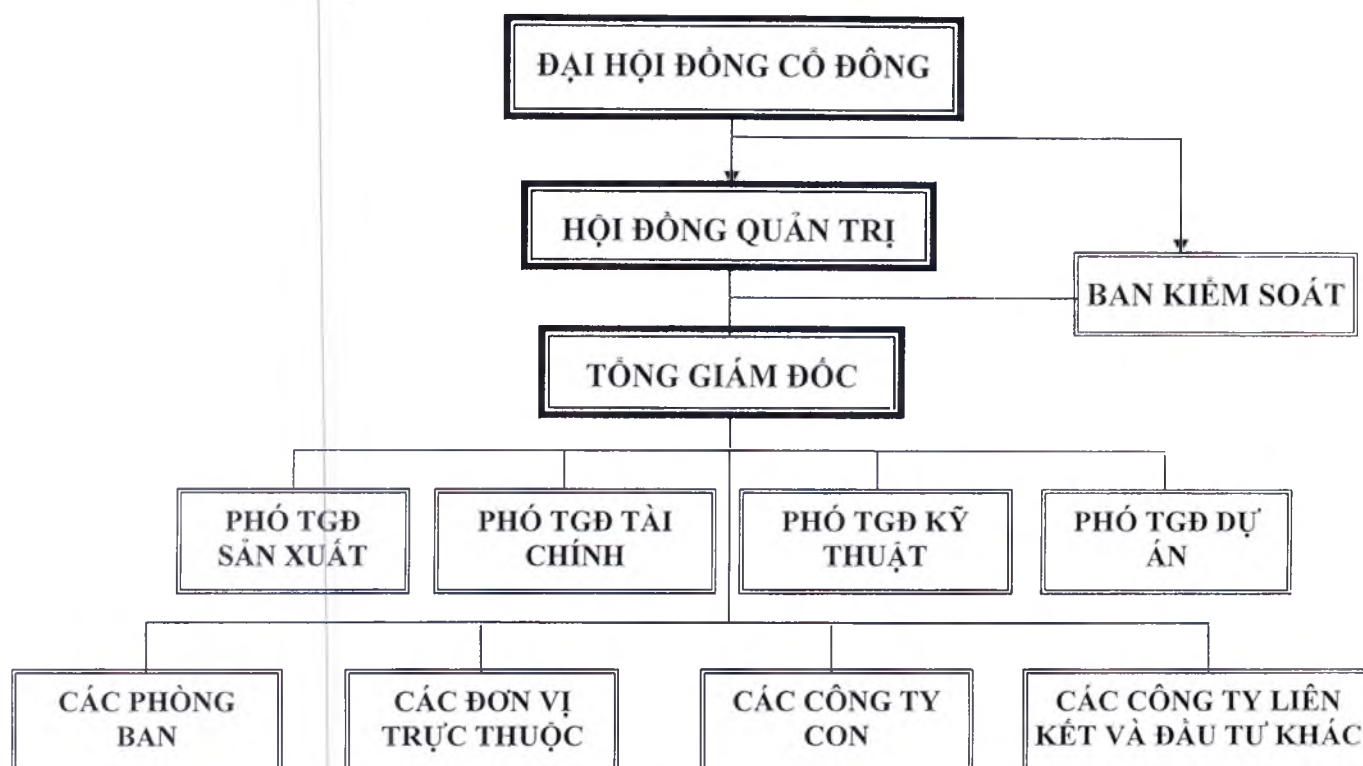 ĐẠI HỘI ĐỒNG CỔ ĐÔNG
HỘI ĐỒNG QUẢN TRỊ
BAN KIỂM SOÁT
TỔNG GIÁM ĐỐC
PHÓ TGĐ
SẢN XUẤT
PHÓ TGĐ TÀI
CHÍNH
PHÓ TGĐ KỸ
THUẬT
PHÓ TGĐ DỰ
ÁN
CÁC PHÒNG
BAN
CÁC ĐƠN VỊ
TRỰC THUỘC
CÁC CÔNG TY
CON
CÁC CÔNG TY LIÊN
KẾT VÀ ĐẦU TƯ KHÁC